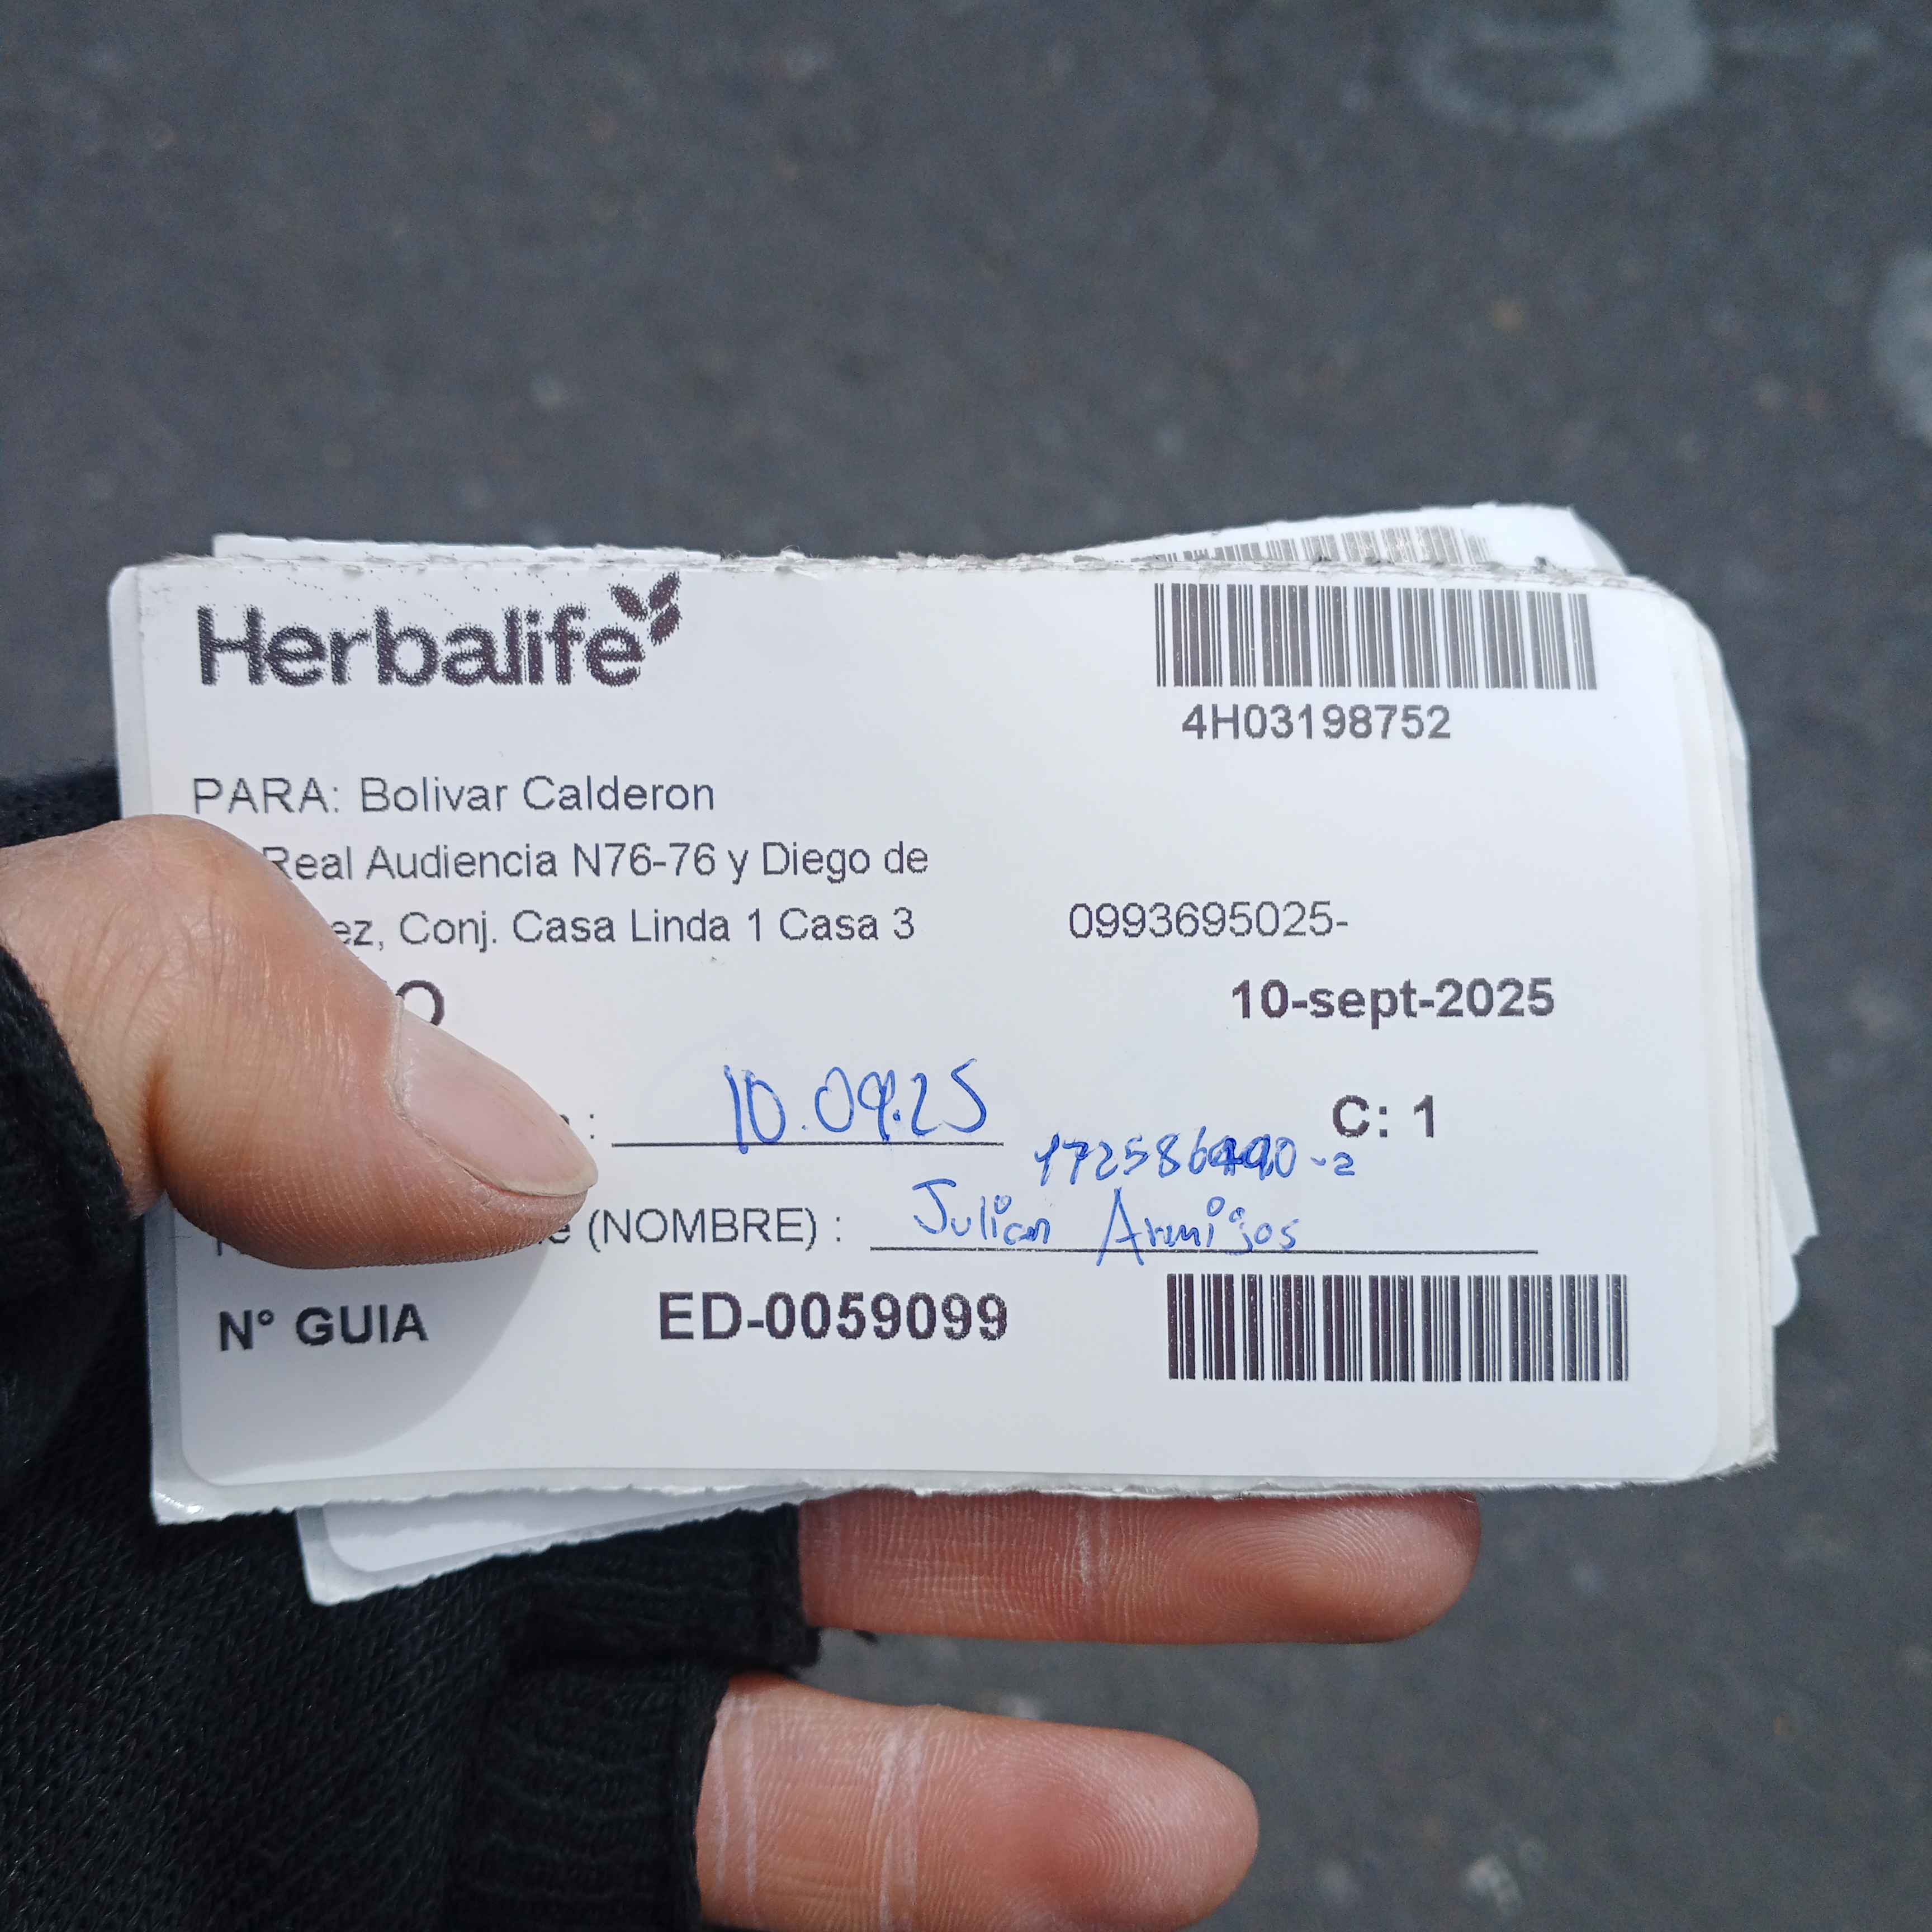 Herbalife
4H03198752
PARA: Bolivar Calderon
Real Audiencia N76-76 y Diego de
ez, Conj. Casa Linda 1 Casa 3 0993695025-
O 10-sept-2025
: 10.09.25 C: 1
-2
e (NOMBRE) : Julian Armijos
N° GUIA ED-0059099